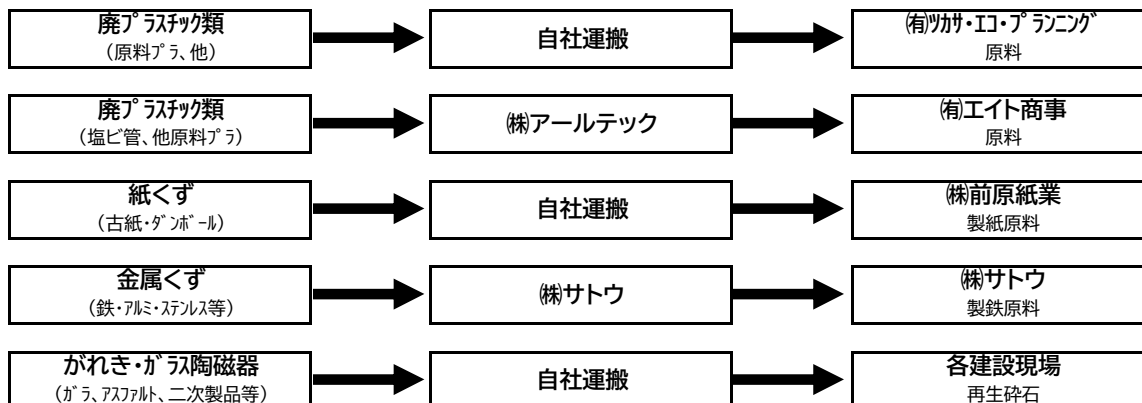 廃ﾌﾟﾗｽﾁｯｸ類
(原料ﾌﾟﾗ、他)
自社運搬
㈲ﾂｶｻ・ｴｺ・ﾌﾟﾗﾝﾆﾝｸﾞ
原料
廃ﾌﾟﾗｽﾁｯｸ類
(塩ビ管、他原料ﾌﾟﾗ)
㈱アールテック
㈲エイト商事
原料
紙くず
(古紙・ﾀﾞﾝﾎﾞｰﾙ)
自社運搬
㈱前原紙業
製紙原料
金属くず
(鉄・ｱﾙﾐ・ｽﾃﾝﾚｽ等)
㈱サトウ
㈱サトウ
製鉄原料
がれき・ｶﾞﾗｽ陶磁器
(ｶﾞﾗ、ｱｽﾌｧﾙﾄ、二次製品等)
自社運搬
各建設現場
再生砕石